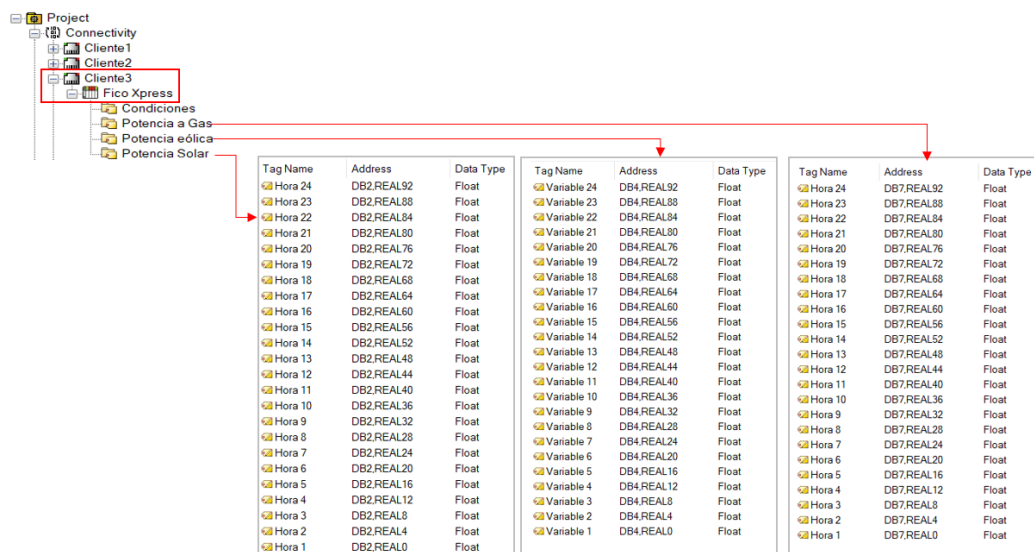 Project
Connectivity
Cliente1
Cliente2
Cliente3
Fico Xpress
Condiciones
Potencia a Gas
Potencia eólica
Potencia Solar
Tag Name Address Data Type
Hora 24 DB2,REAL92 Float
Hora 23 DB2,REAL88 Float
Hora 22 DB2,REAL84 Float
Hora 21 DB2,REAL80 Float
Hora 20 DB2,REAL76 Float
Hora 19 DB2,REAL72 Float
Hora 18 DB2,REAL68 Float
Hora 17 DB2,REAL64 Float
Hora 16 DB2,REAL60 Float
Hora 15 DB2,REAL56 Float
Hora 14 DB2,REAL52 Float
Hora 13 DB2,REAL48 Float
Hora 12 DB2,REAL44 Float
Hora 11 DB2,REAL40 Float
Hora 10 DB2,REAL36 Float
Hora 9 DB2,REAL32 Float
Hora 8 DB2,REAL28 Float
Hora 7 DB2,REAL24 Float
Hora 6 DB2,REAL20 Float
Hora 5 DB2,REAL16 Float
Hora 4 DB2,REAL12 Float
Hora 3 DB2,REAL8 Float
Hora 2 DB2,REAL4 Float
Hora 1 DB2,REAL0 Float
Tag Name Address Data Type
Variable 24 DB4,REAL92 Float
Variable 23 DB4,REAL88 Float
Variable 22 DB4,REAL84 Float
Variable 21 DB4,REAL80 Float
Variable 20 DB4,REAL76 Float
Variable 19 DB4,REAL72 Float
Variable 18 DB4,REAL68 Float
Variable 17 DB4,REAL64 Float
Variable 16 DB4,REAL60 Float
Variable 15 DB4,REAL56 Float
Variable 14 DB4,REAL52 Float
Variable 13 DB4,REAL48 Float
Variable 12 DB4,REAL44 Float
Variable 11 DB4,REAL40 Float
Variable 10 DB4,REAL36 Float
Variable 9 DB4,REAL32 Float
Variable 8 DB4,REAL28 Float
Variable 7 DB4,REAL24 Float
Variable 6 DB4,REAL20 Float
Variable 5 DB4,REAL16 Float
Variable 4 DB4,REAL12 Float
Variable 3 DB4,REAL8 Float
Variable 2 DB4,REAL4 Float
Variable 1 DB4,REAL0 Float
Tag Name Address Data Type
Hora 24 DB7,REAL92 Float
Hora 23 DB7,REAL88 Float
Hora 22 DB7,REAL84 Float
Hora 21 DB7,REAL80 Float
Hora 20 DB7,REAL76 Float
Hora 19 DB7,REAL72 Float
Hora 18 DB7,REAL68 Float
Hora 17 DB7,REAL64 Float
Hora 16 DB7,REAL60 Float
Hora 15 DB7,REAL56 Float
Hora 14 DB7,REAL52 Float
Hora 13 DB7,REAL48 Float
Hora 12 DB7,REAL44 Float
Hora 11 DB7,REAL40 Float
Hora 10 DB7,REAL36 Float
Hora 9 DB7,REAL32 Float
Hora 8 DB7,REAL28 Float
Hora 7 DB7,REAL24 Float
Hora 6 DB7,REAL20 Float
Hora 5 DB7,REAL16 Float
Hora 4 DB7,REAL12 Float
Hora 3 DB7,REAL8 Float
Hora 2 DB7,REAL4 Float
Hora 1 DB7,REAL0 Float